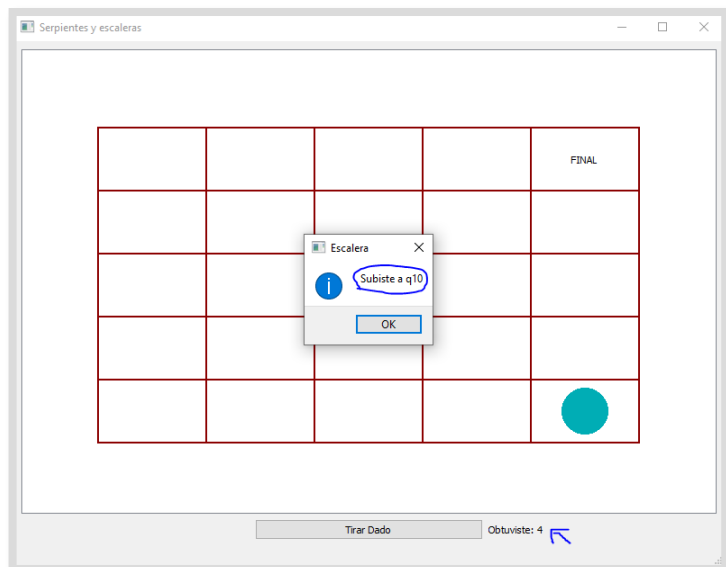 Serpientes y escaleras
FINAL
Escalera
Subiste a q10
OK
Tirar Dado
Obtuviste: 4